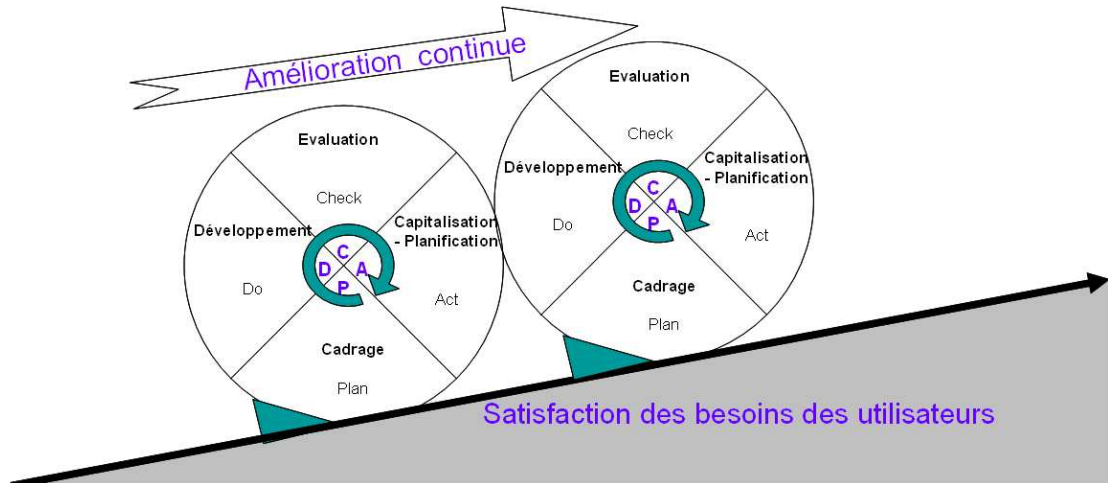 Amélioration continue
Evaluation
Check
Développement
Do
Capitalisation
- Planification
Act
C
D A
P
Cadrage
Plan
Evaluation
Check
Développement
Do
Capitalisation
- Planification
Act
C
D A
P
Cadrage
Plan
Satisfaction des besoins des utilisateurs